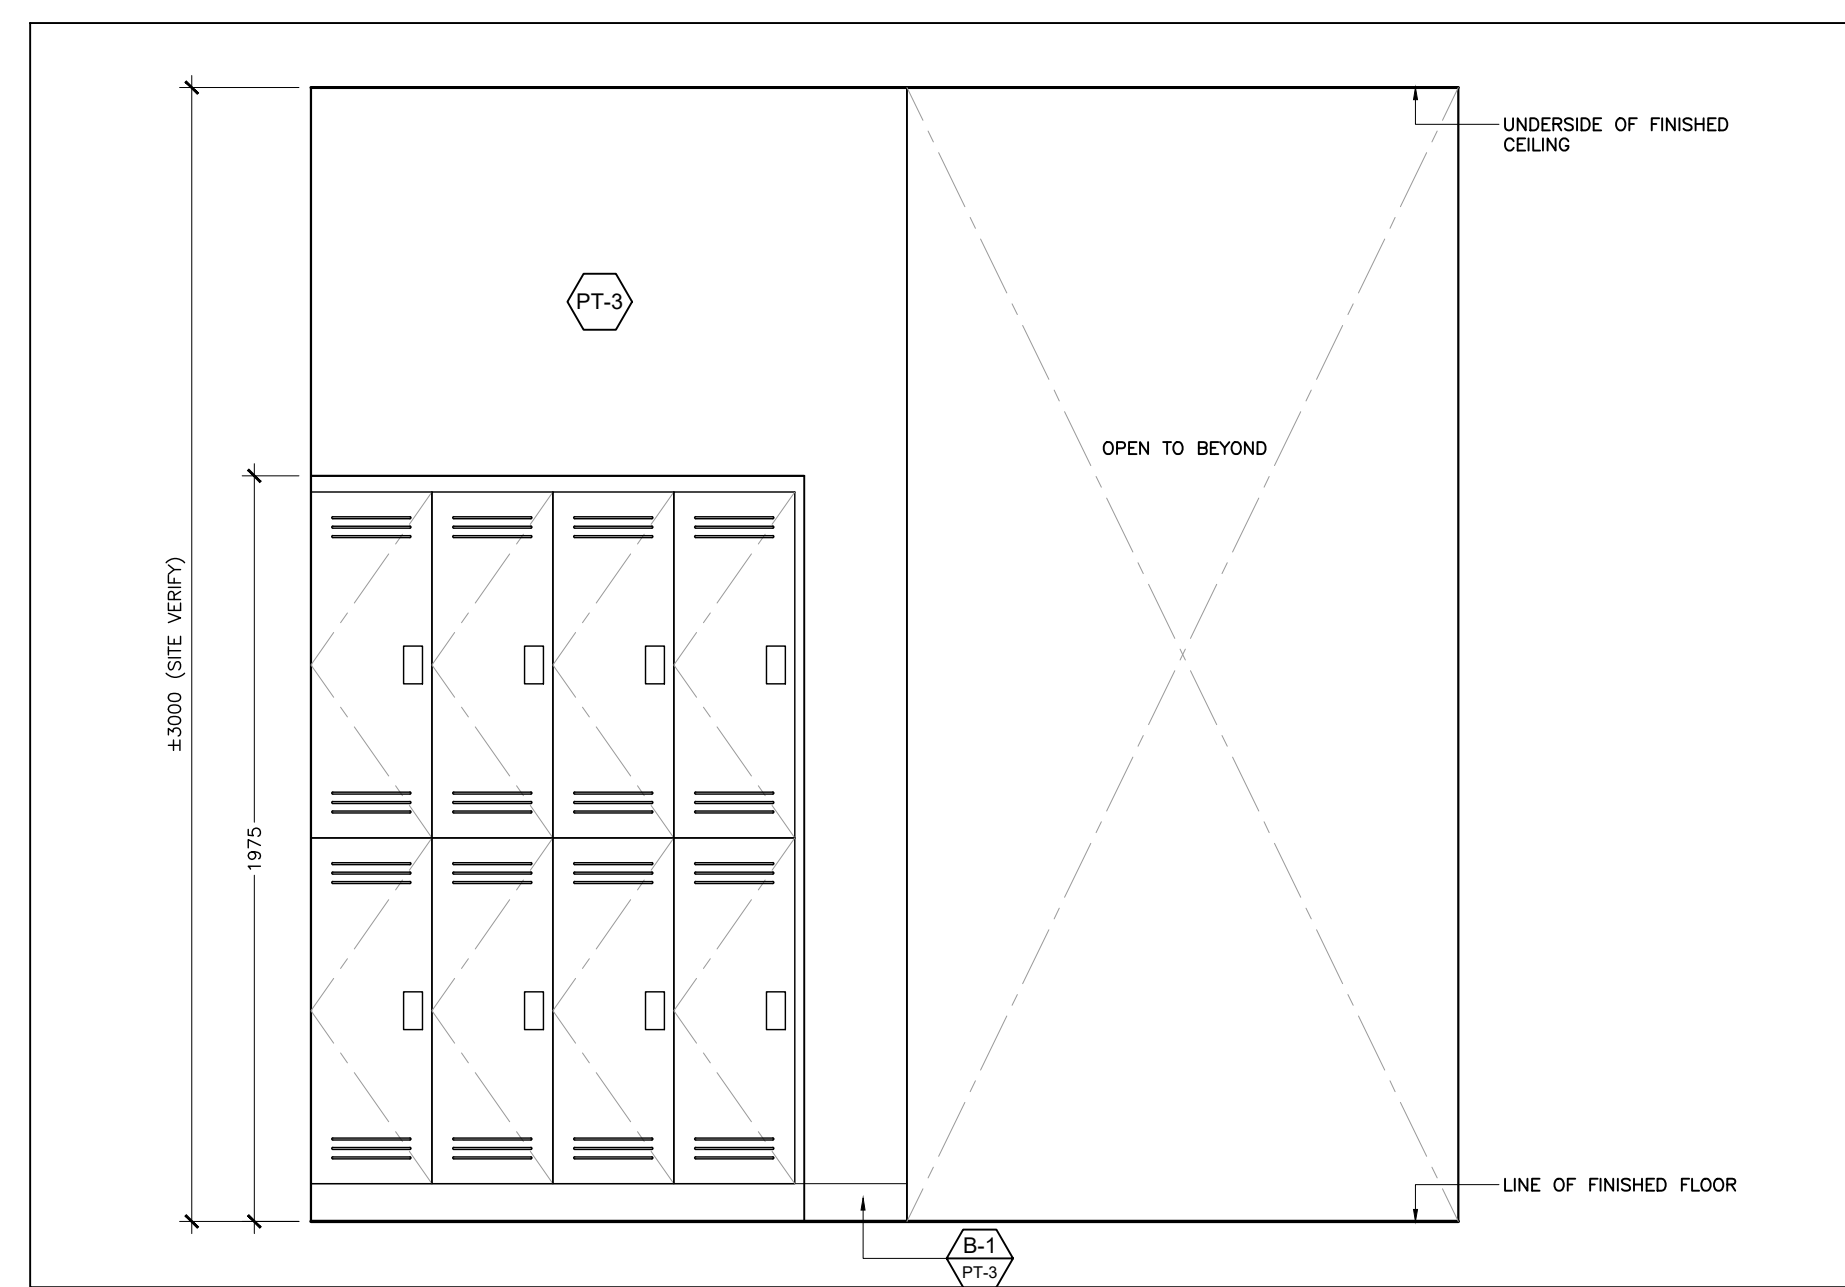 UNDERSIDE OF FINISHED
CEILING
PT-3
OPEN TO BEYOND
±3000 (SITE VERIFY)
1975
LINE OF FINISHED FLOOR
B-1
PT-3